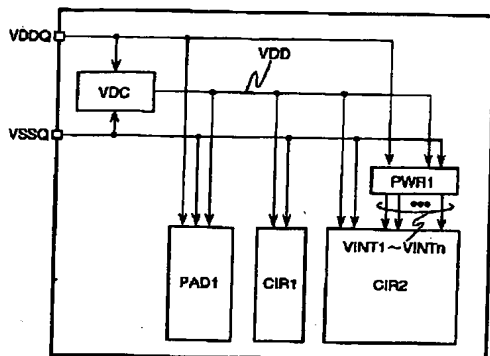 VDDQ
VDD
VDC
VSSQ
PWR1
VINT1~VINTn
PAD1
CIR1
CIR2